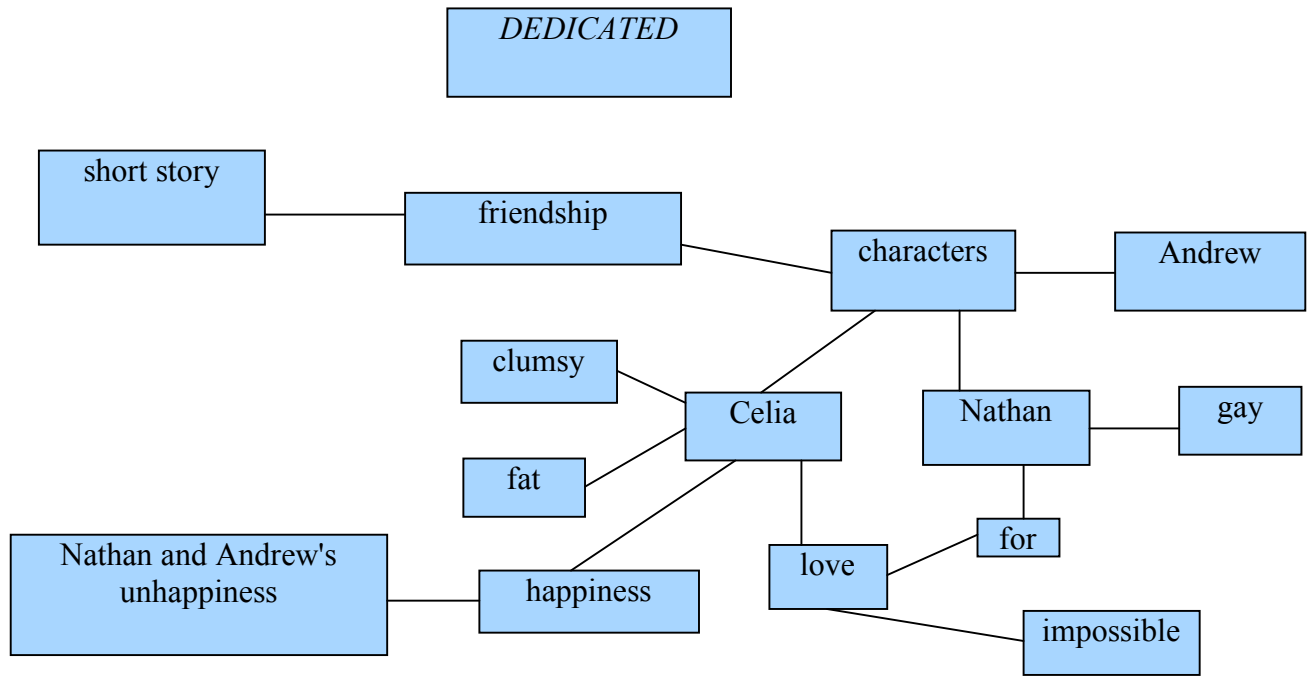 DEDICATED
short story
friendship
characters
Andrew
clumsy
Celia
Nathan
gay
fat
for
Nathan and Andrew's
unhappiness
happiness
love
impossible